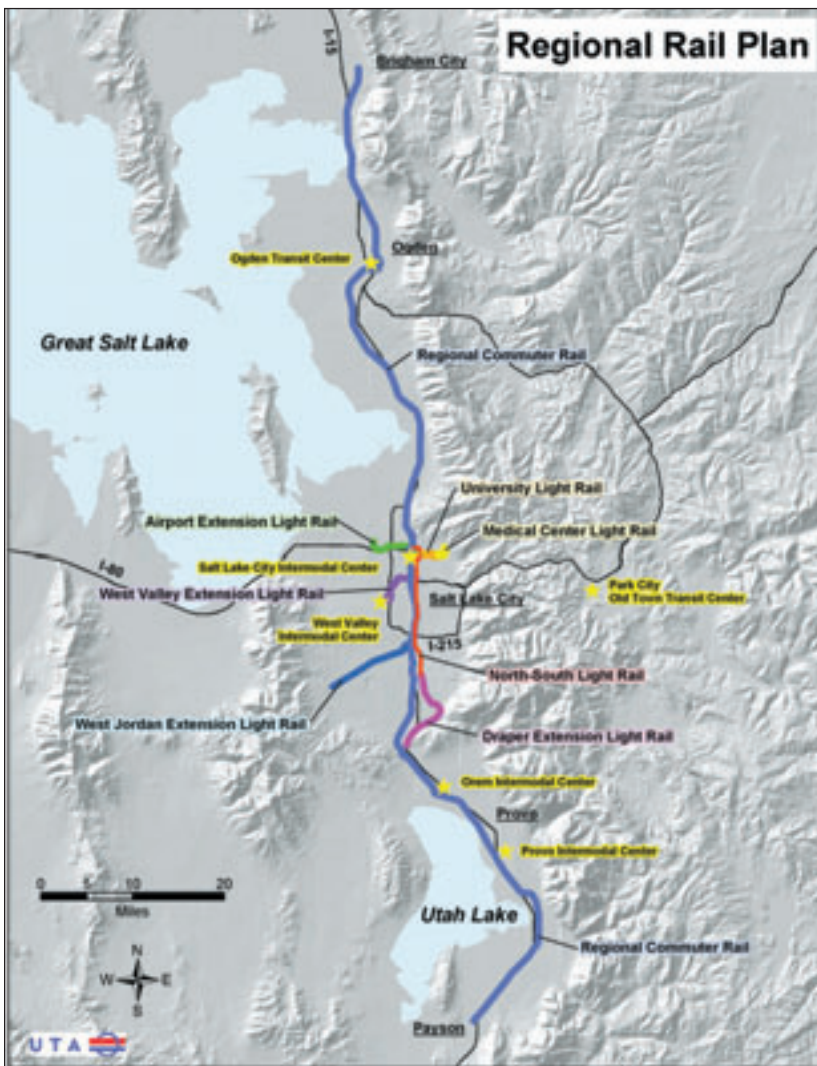 Regional Rail Plan
I-15
Brigham City
Ogden
Ogden Transit Center
Great Salt Lake
Regional Commuter Rail
University Light Rail
Airport Extension Light Rail
Medical Center Light Rail
I-80
Salt Lake City Intermodal Center
West Valley Extension Light Rail
Salt Lake City
Park City
Old Town Transit Center
West Valley
Intermodal Center
I-215
North-South Light Rail
West Jordan Extension Light Rail
Draper Extension Light Rail
Orem Intermodal Center
Provo
Provo Intermodal Center
0 5 10 20
Miles
Utah Lake
Regional Commuter Rail
N
W E
S
Payson
UTA